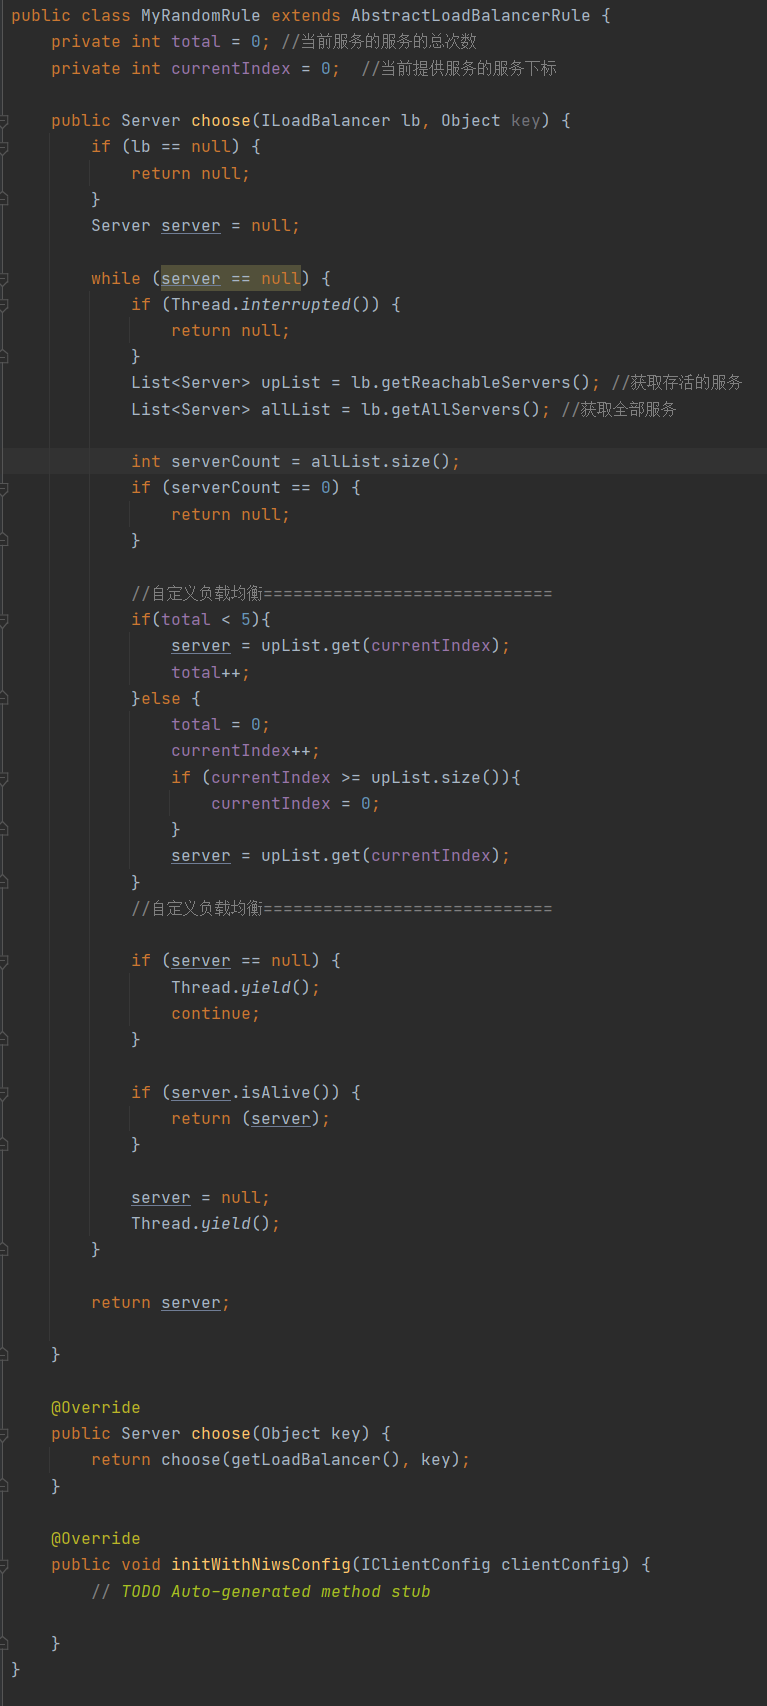 public class MyRandomRule extends AbstractLoadBalancerRule {
    private int total = 0; //当前服务的服务的总次数
    private int currentIndex = 0;  //当前提供服务的服务下标

    public Server choose(ILoadBalancer lb, Object key) {
        if (lb == null) {
            return null;
        }
        Server server = null;

        while (server == null) {
            if (Thread.interrupted()) {
                return null;
            }
            List<Server> upList = lb.getReachableServers(); //获取存活的服务
            List<Server> allList = lb.getAllServers(); //获取全部服务

            int serverCount = allList.size();
            if (serverCount == 0) {
                return null;
            }

            //自定义负载均衡=============================
            if(total < 5){
                server = upList.get(currentIndex);
                total++;
            }else {
                total = 0;
                currentIndex++;
                if (currentIndex >= upList.size()){
                    currentIndex = 0;
                }
                server = upList.get(currentIndex);
            }
            //自定义负载均衡=============================

            if (server == null) {
                Thread.yield();
                continue;
            }

            if (server.isAlive()) {
                return (server);
            }

            server = null;
            Thread.yield();
        }

        return server;

    }

    @Override
    public Server choose(Object key) {
        return choose(getLoadBalancer(), key);
    }

    @Override
    public void initWithNiwsConfig(IClientConfig clientConfig) {
        // TODO Auto-generated method stub

    }
}